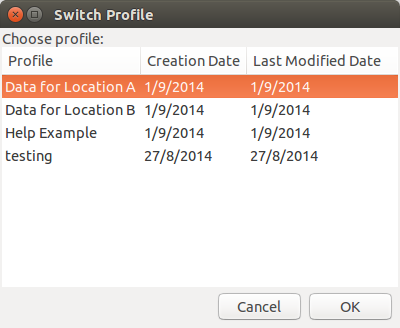 Switch Profile
Choose profile:
Profile Creation Date Last Modified Date
Data for Location A 1/9/2014 1/9/2014
Data for Location B 1/9/2014 1/9/2014
Help Example 1/9/2014 1/9/2014
testing 27/8/2014 27/8/2014
Cancel OK